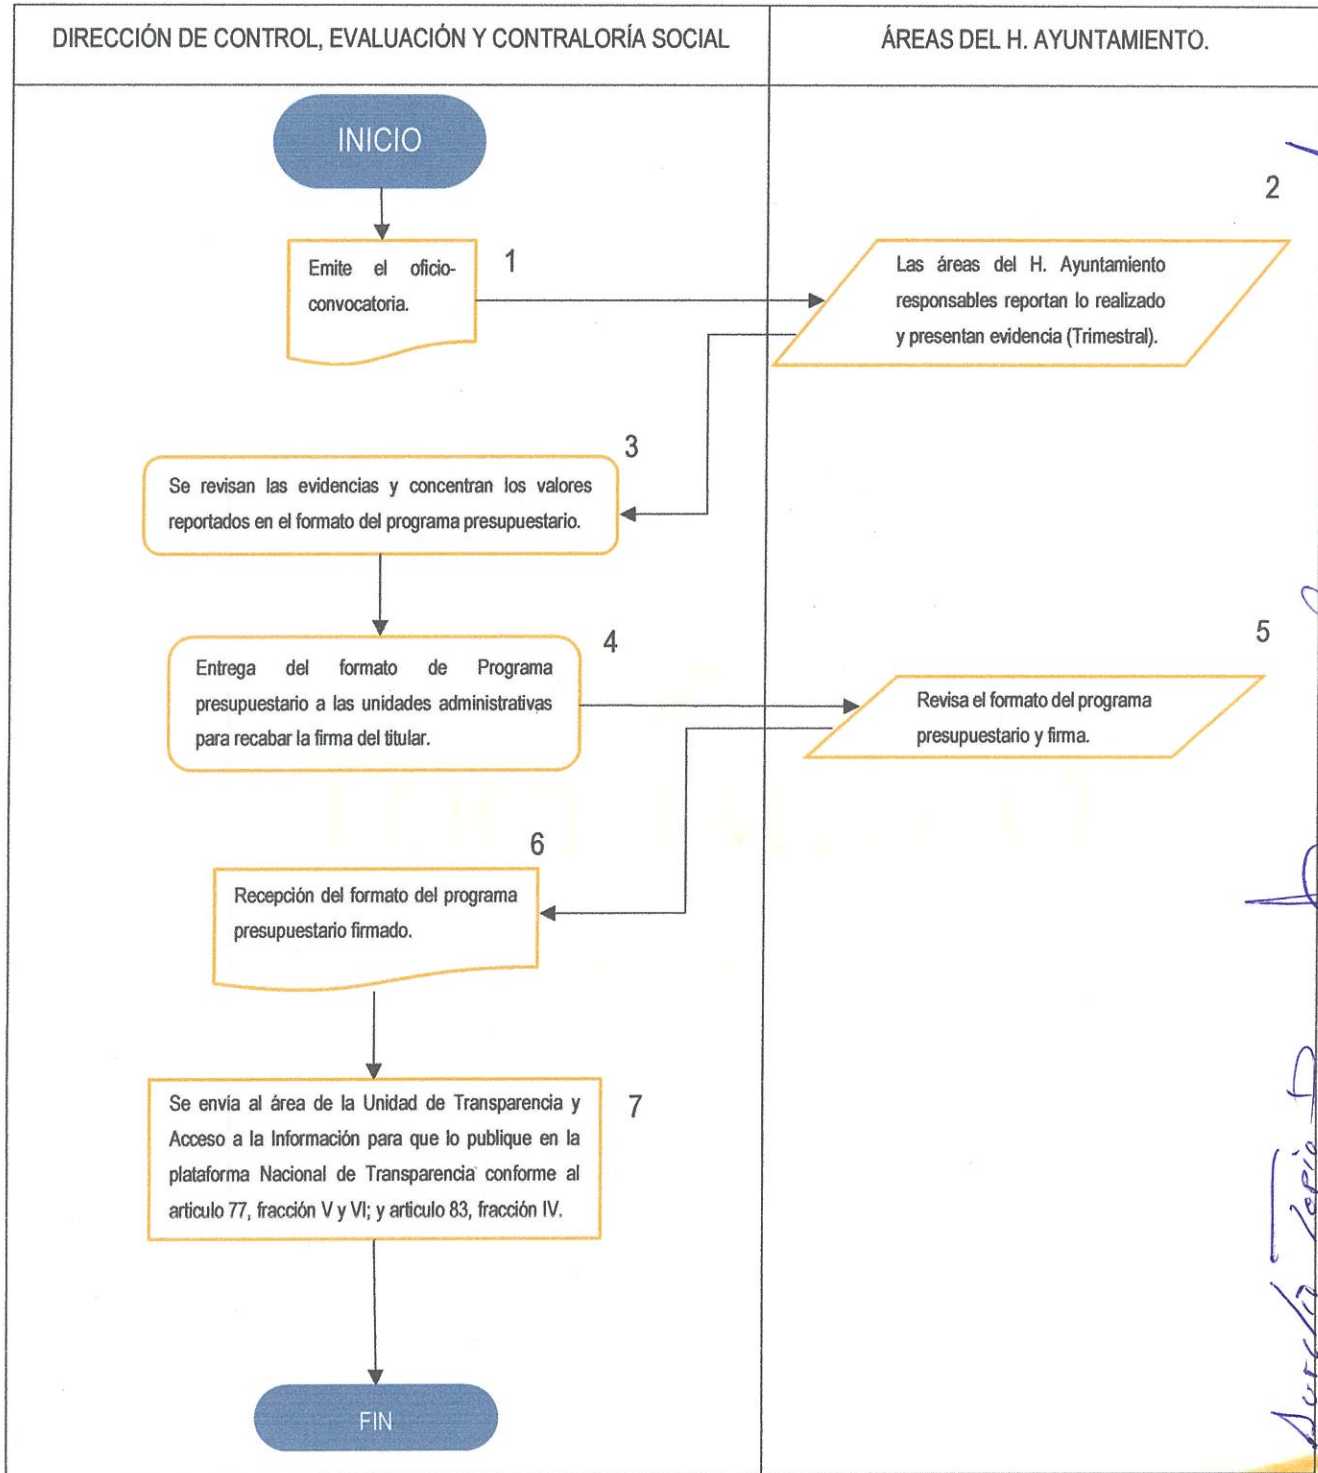 DIRECCIÓN DE CONTROL, EVALUACIÓN Y CONTRALORÍA SOCIAL
ÁREAS DEL H. AYUNTAMIENTO.
INICIO
1
Emite el oficio-
convocatoria.
2
Las áreas del H. Ayuntamiento
responsables reportan lo realizado
y presentan evidencia (Trimestral).
3
Se revisan las evidencias y concentran los valores
reportados en el formato del programa presupuestario.
4
Entrega del formato de Programa
presupuestario a las unidades administrativas
para recabar la firma del titular.
5
Revisa el formato del programa
presupuestario y firma.
6
Recepción del formato del programa
presupuestario firmado.
7
Se envía al área de la Unidad de Transparencia y
Acceso a la Información para que lo publique en la
plataforma Nacional de Transparencia conforme al
articulo 77, fracción V y VI; y articulo 83, fracción IV.
FIN